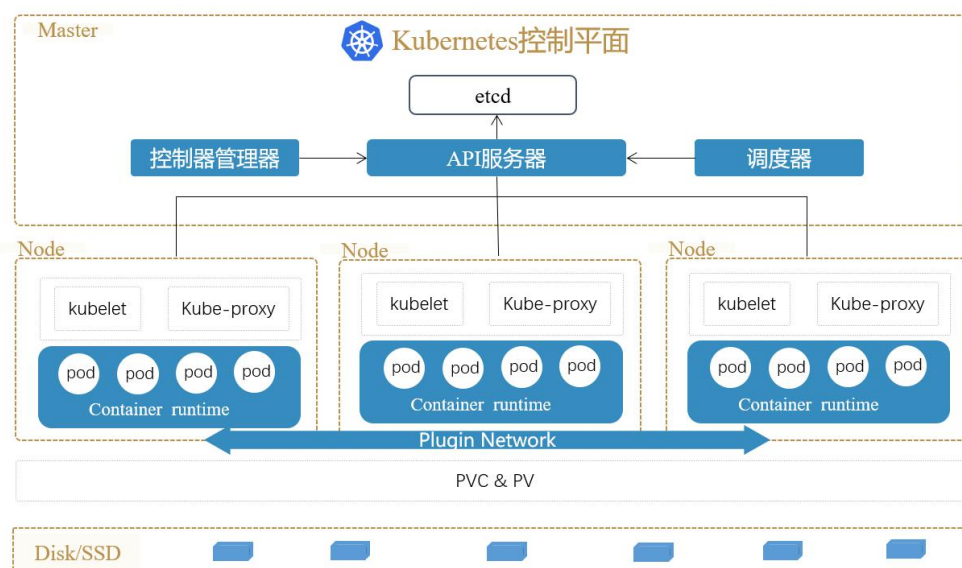 Master
Kubernetes控制平面
etcd
控制器管理器
API服务器
调度器
Node
Node
Node
kubelet
Kube-proxy
kubelet
Kube-proxy
kubelet
Kube-proxy
pod
pod
pod
pod
Container runtime
pod
pod
pod
pod
Container runtime
pod
pod
pod
pod
Container runtime
Plugin Network
PVC & PV
Disk/SSD